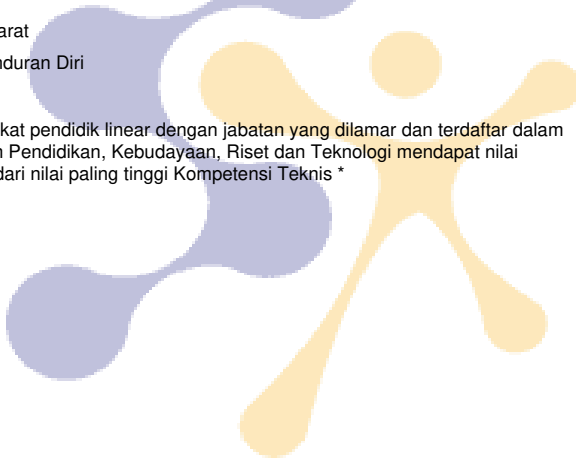 arat
nduran Diri
kat pendidik linear dengan jabatan yang dilamar dan terdaftar dalam
n Pendidikan, Kebudayaan, Riset dan Teknologi mendapat nilai
dari nilai paling tinggi Kompetensi Teknis *